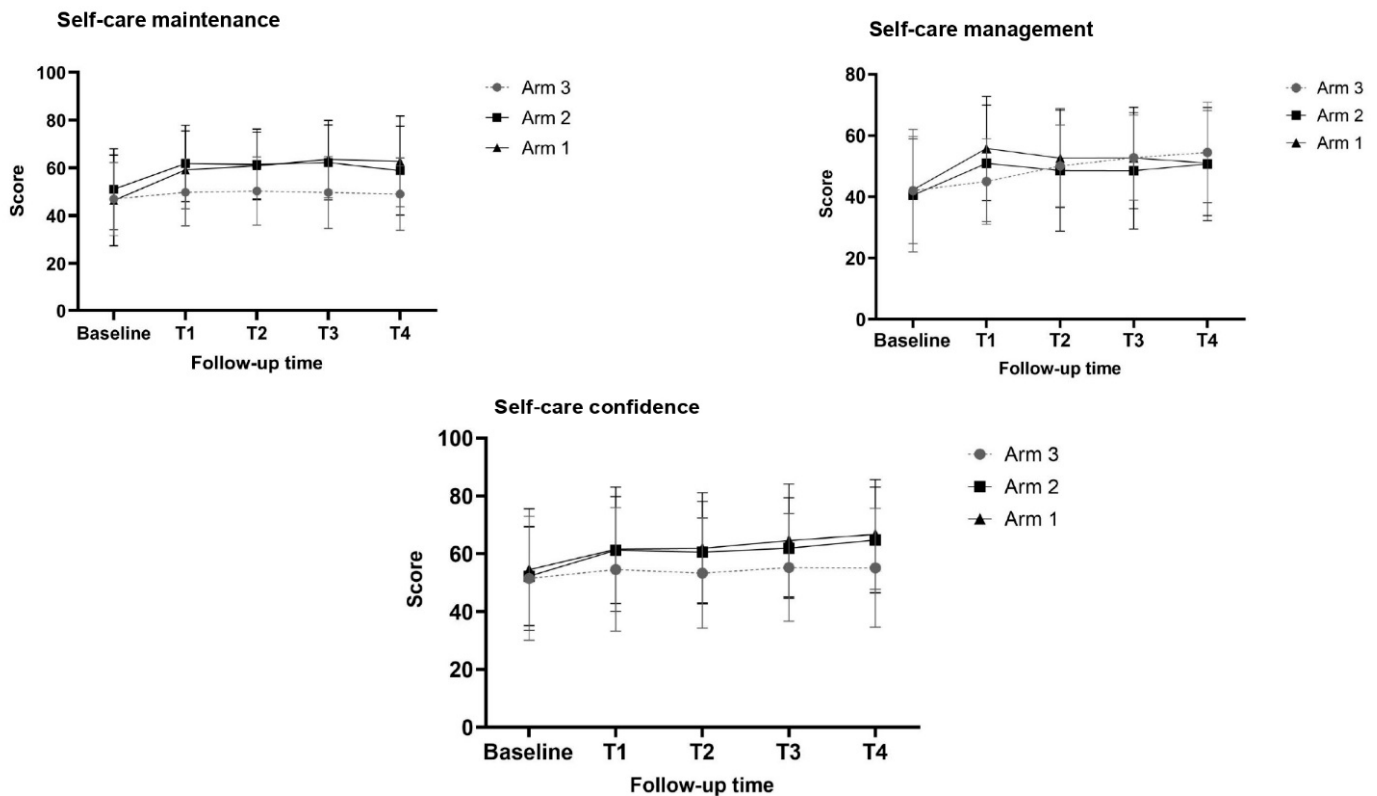 Self-care maintenance
100
80
60
40
20
0
Score
Baseline T1 T2 T3 T4
Follow-up time
Arm 3
Arm 2
Arm 1
Self-care management
80
60
40
20
0
Score
Baseline T1 T2 T3 T4
Follow-up time
Arm 3
Arm 2
Arm 1
Self-care confidence
100
80
60
40
20
0
Score
Baseline T1 T2 T3 T4
Follow-up time
Arm 3
Arm 2
Arm 1